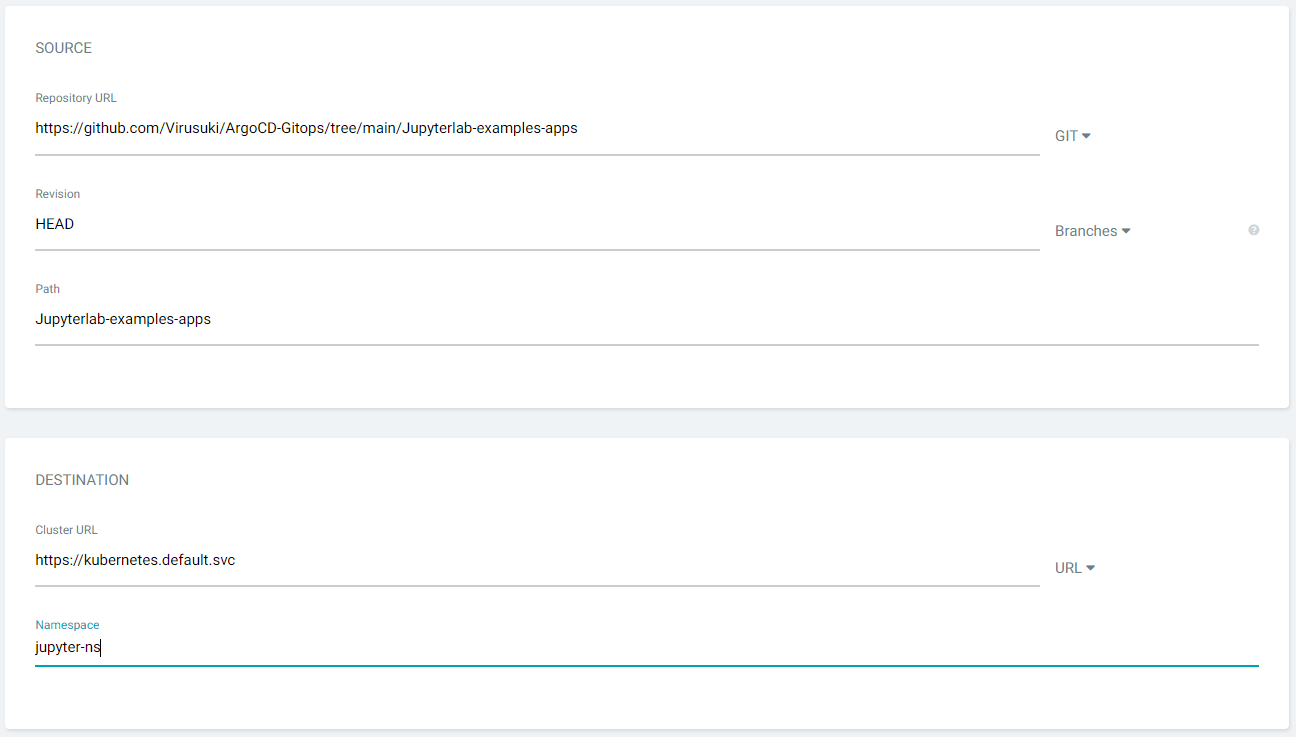 SOURCE
Repository URL
https://github.com/Virusuki/ArgoCD-Gitops/tree/main/Jupyterlab-examples-apps
GIT
Revision
HEAD
Branches
?
Path
Jupyterlab-examples-apps
DESTINATION
Cluster URL
https://kubernetes.default.svc
URL
Namespace
jupyter-ns